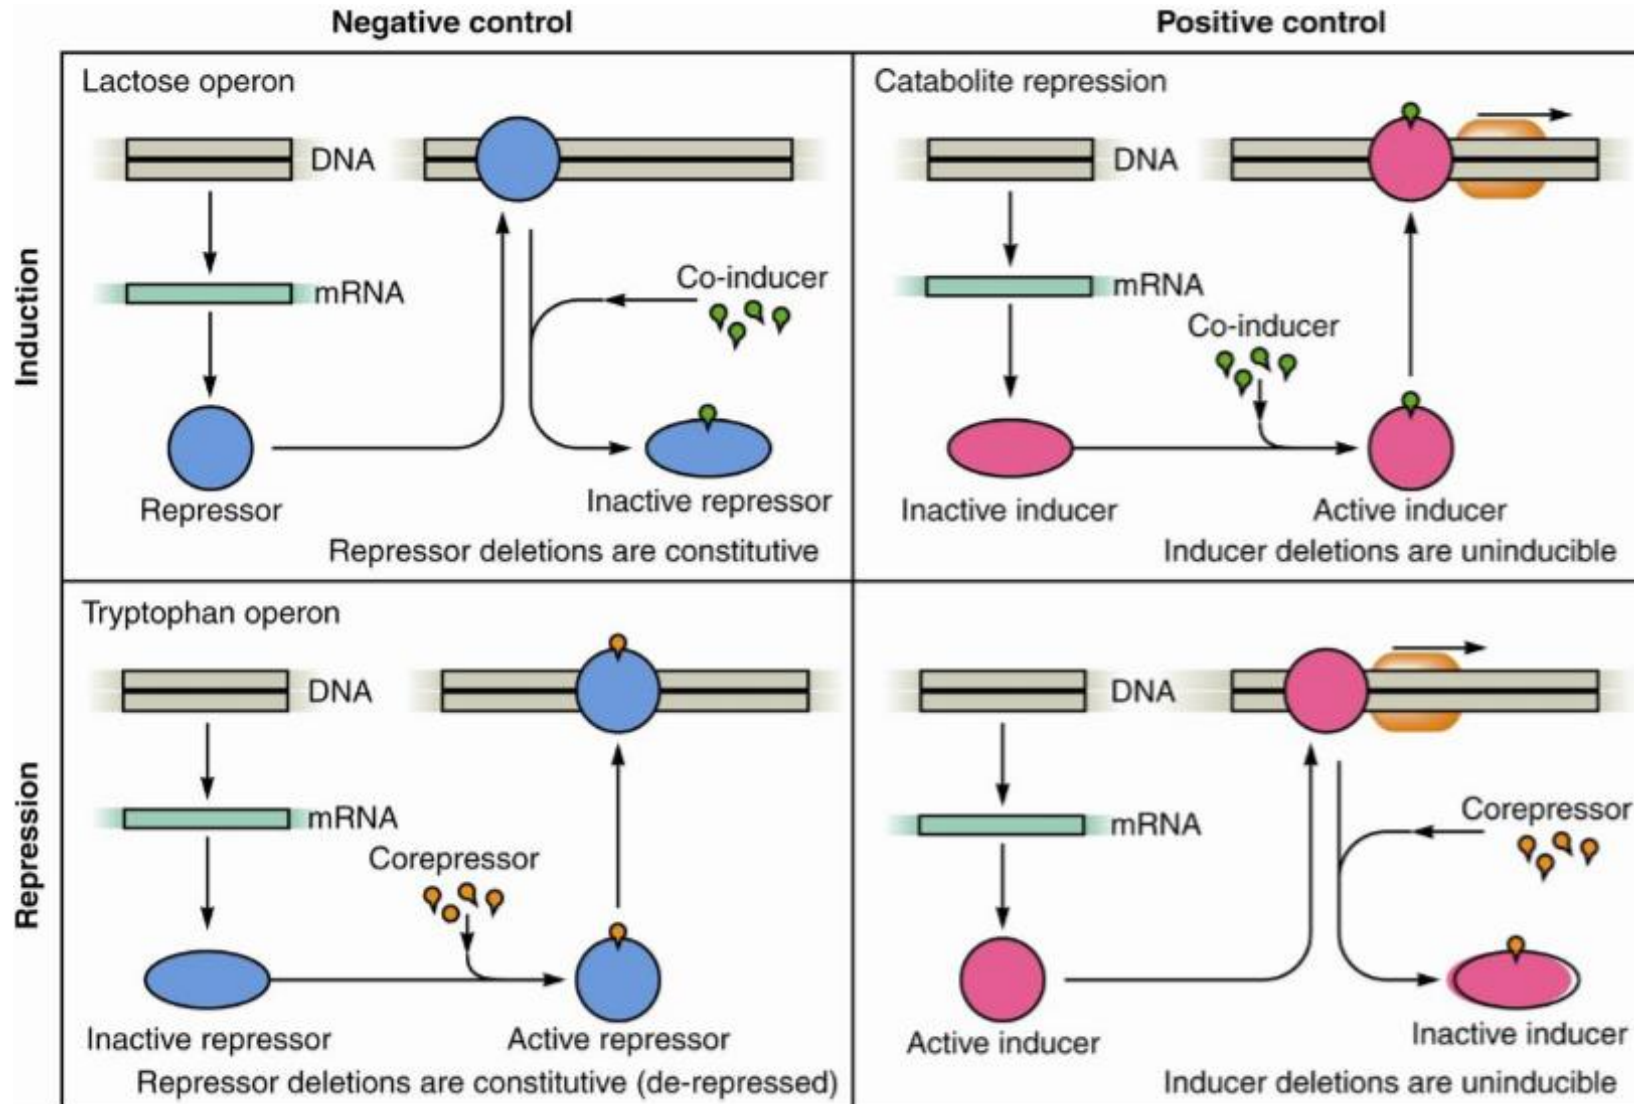 Negative control
Positive control
Induction
Lactose operon
DNA
mRNA
Co-inducer
Repressor
Inactive repressor
Repressor deletions are constitutive
Catabolite repression
DNA
mRNA
Co-inducer
Inactive inducer
Active inducer
Inducer deletions are uninducible
Repression
Tryptophan operon
DNA
mRNA
Corepressor
Inactive repressor
Active repressor
Repressor deletions are constitutive (de-repressed)
DNA
mRNA
Corepressor
Active inducer
Inactive inducer
Inducer deletions are uninducible